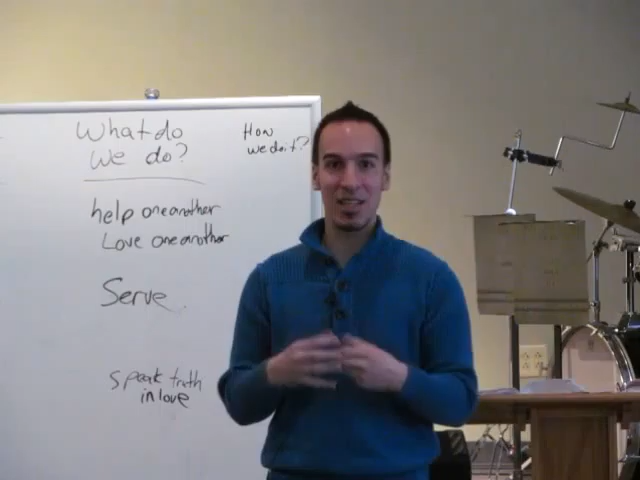 What do
We do?
How
we do it?
help one another
Love one another
Serve
speak truth
in love